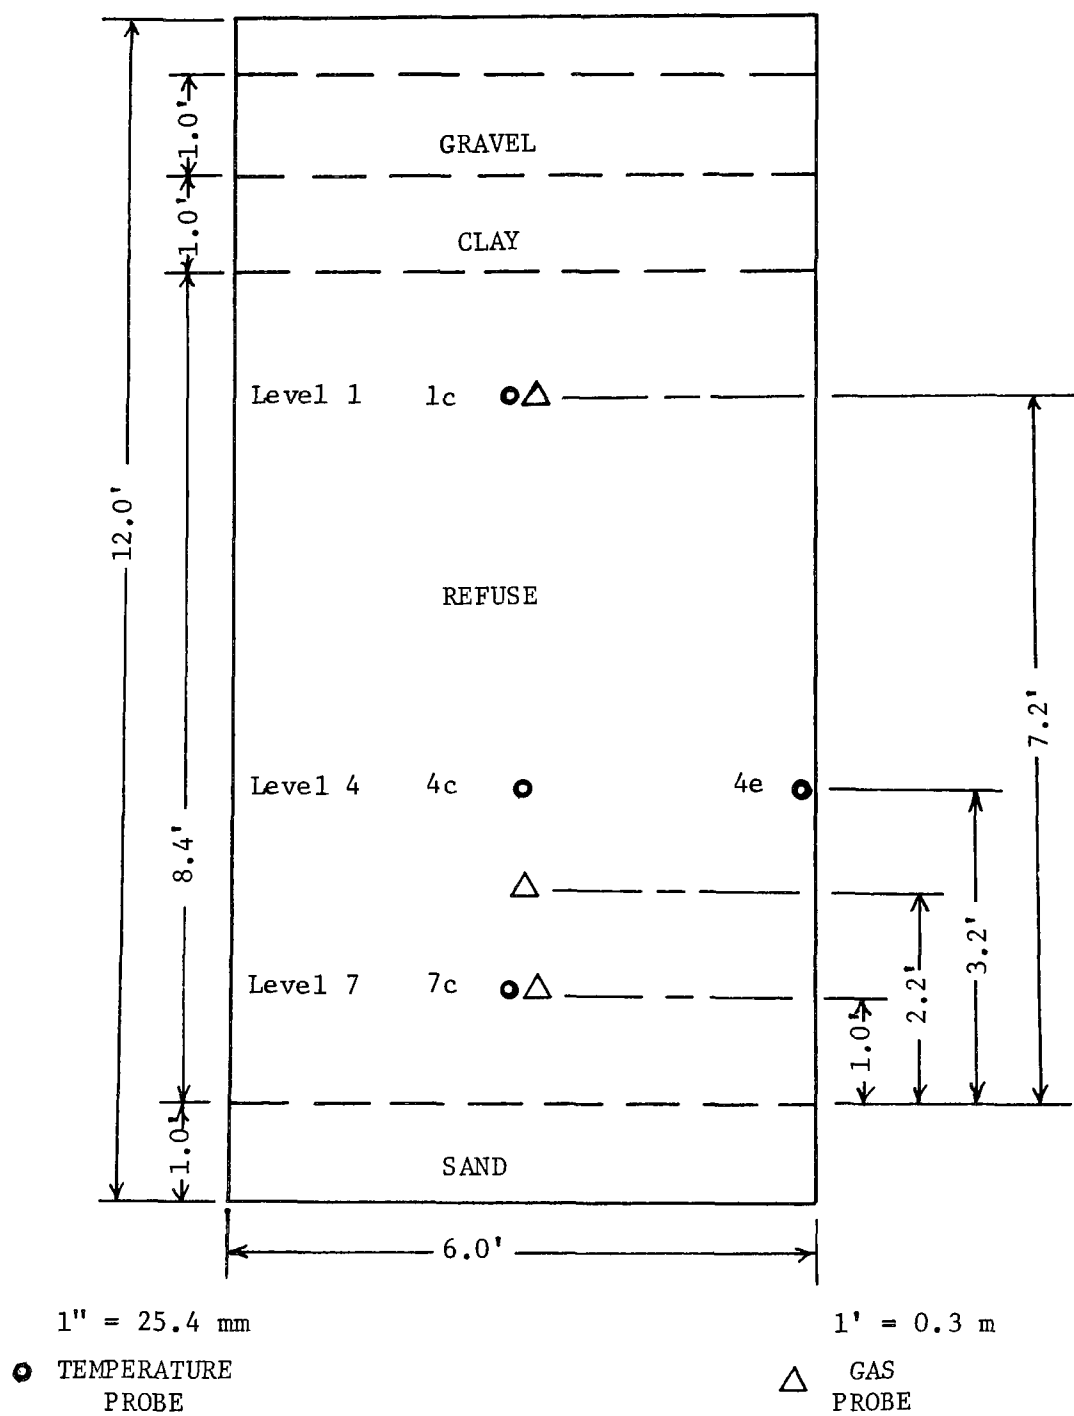 1.0'
GRAVEL
1.0'
CLAY
Level 1 1c
12.0'
REFUSE
7.2'
Level 4 4c 4e
8.4'
3.2'
2.2'
Level 7 7c
1.0'
1.0'
SAND
6.0'
1" = 25.4 mm
1' = 0.3 m
TEMPERATURE
PROBE
GAS
PROBE